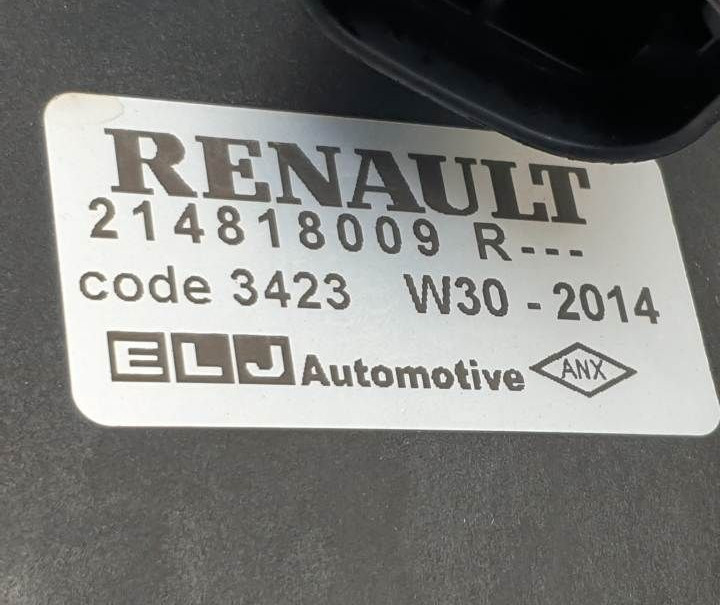 RENAULT
214818009 R---
code 3423 W30 - 2014
ELJ Automotive ANX